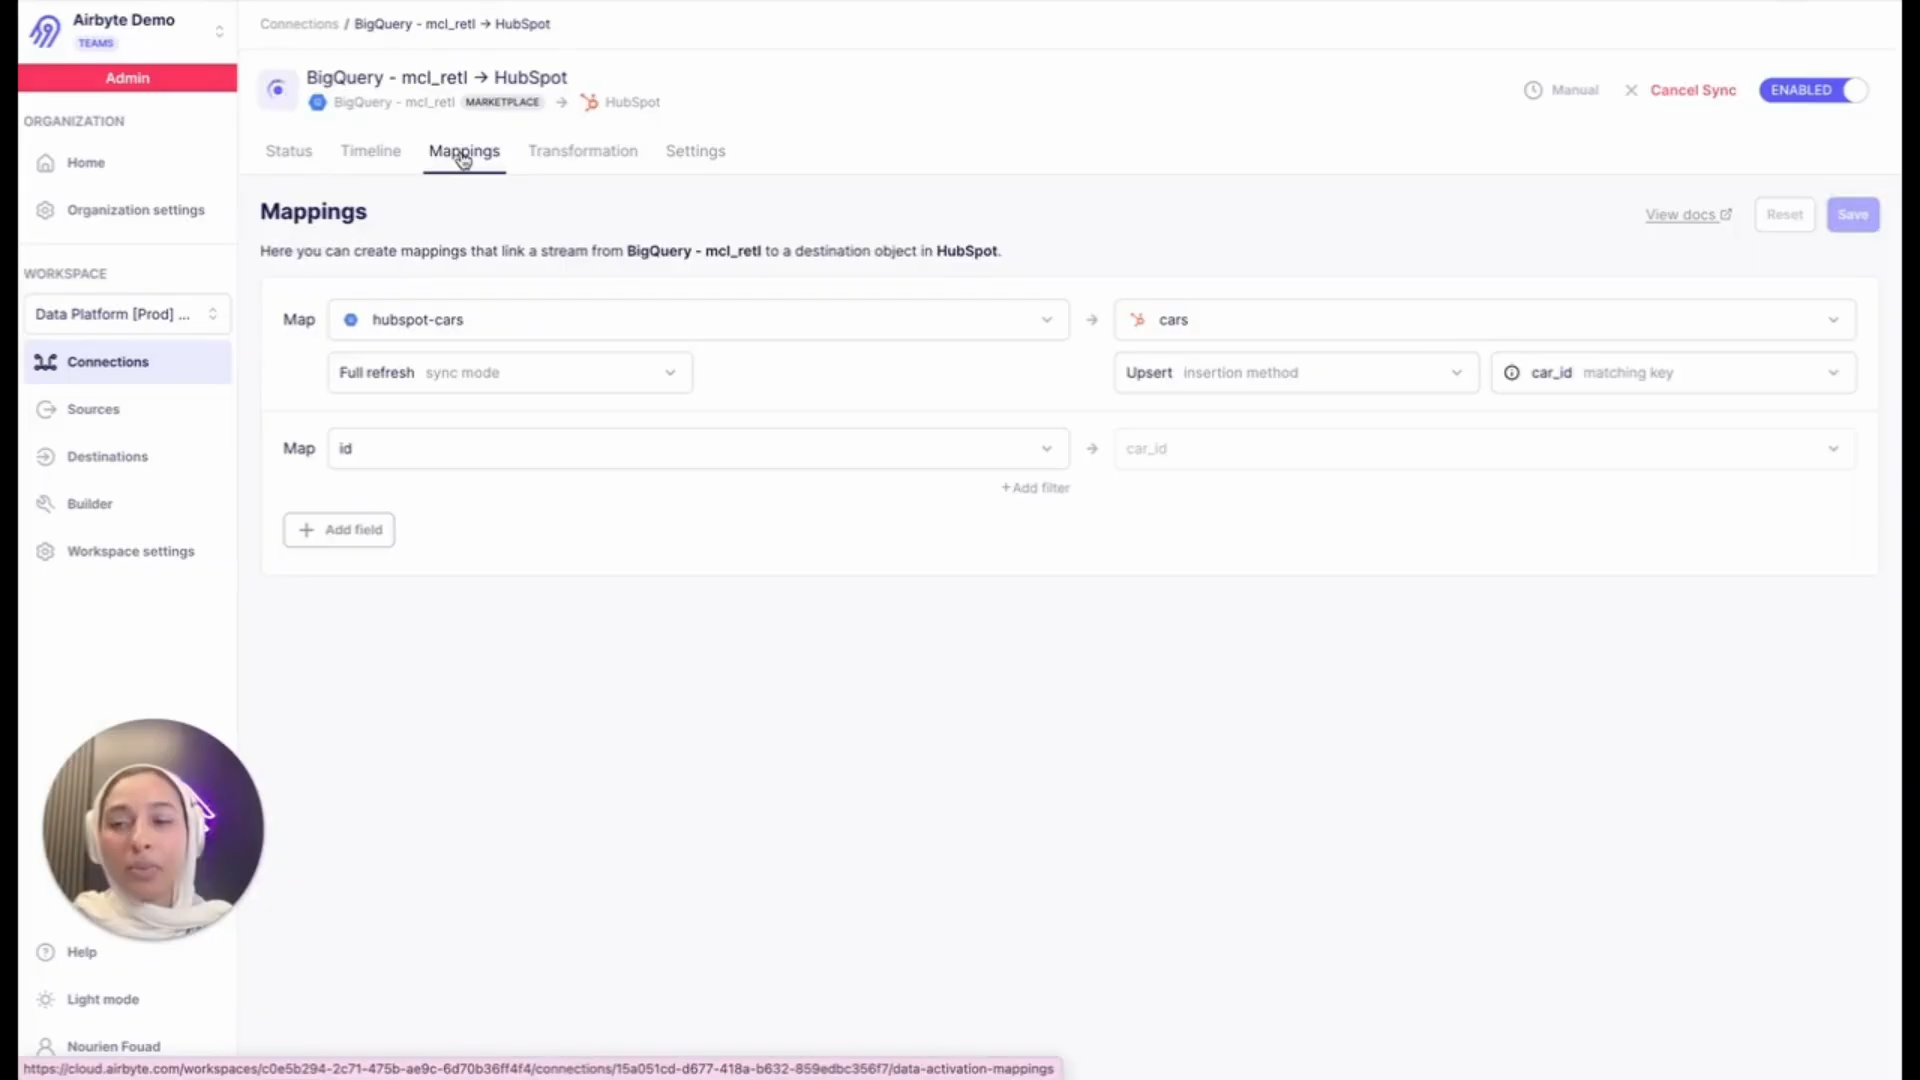 Airbyte Demo
TEAMS
Admin
ORGANIZATION
Home
Organization settings
WORKSPACE
Data Platform [Prod] ...
Connections
Sources
Destinations
Builder
Workspace settings
Help
Light mode
Nourien Fouad
Connections / BigQuery - mcl_retl → HubSpot
BigQuery - mcl_retl → HubSpot
BigQuery - mcl_retl MARKETPLACE → HubSpot
Manual Cancel Sync ENABLED
Status Timeline Mappings Transformation Settings
Mappings
View docs Reset Save
Here you can create mappings that link a stream from BigQuery - mcl_retl to a destination object in HubSpot.
Map hubspot-cars → cars
Full refresh sync mode Upsert insertion method car_id matching key
Map id → car_id
+ Add filter
+ Add field
https://cloud.airbyte.com/workspaces/c0e5b294-2c71-475b-ae9c-6d70b36ff4f4/connections/15a051cd-d677-418a-b632-859edbc356f7/data-activation-mappings